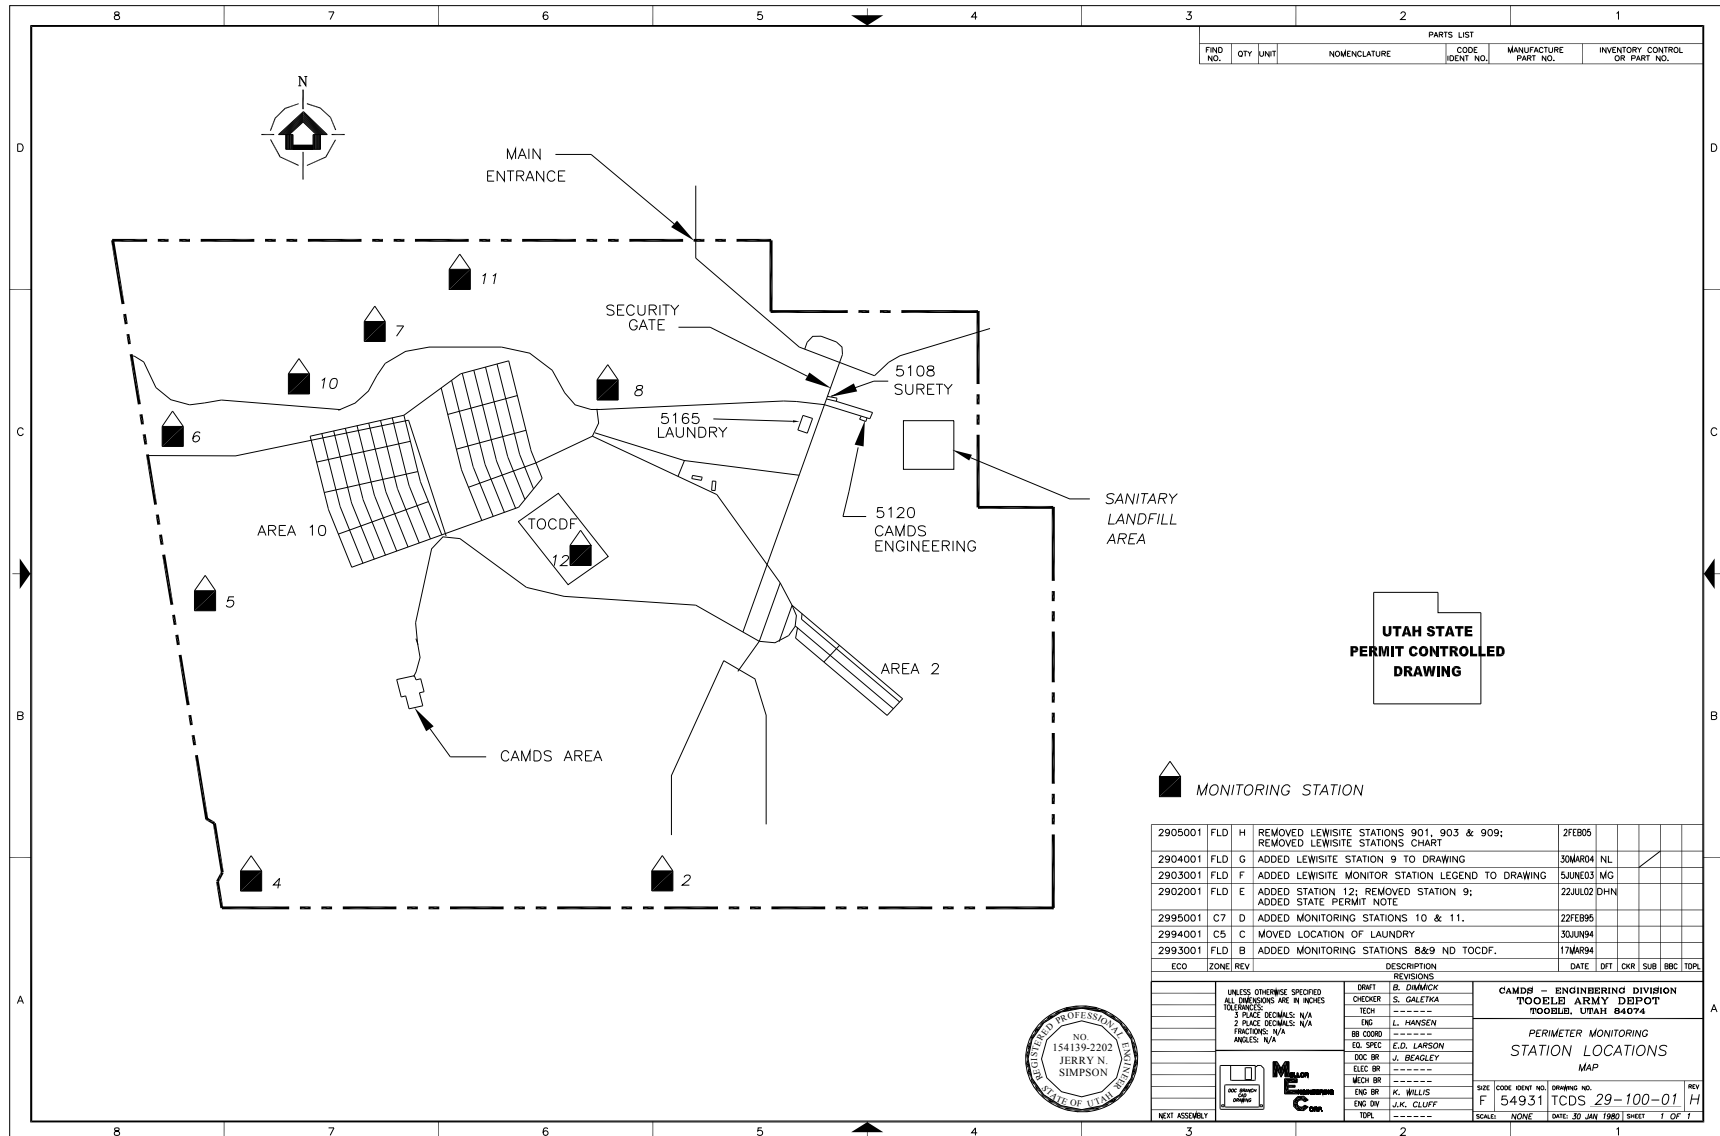 8 7 6 5 4 3 2 1
PARTS LIST
FIND NO. QTY UNIT NOMENCLATURE CODE IDENT NO. MANUFACTURE PART NO. INVENTORY CONTROL OR PART NO.
N
D D
MAIN
ENTRANCE
11
SECURITY
GATE
7
10
8
5108
SURETY
5165
LAUNDRY
C C
6
SANITARY
LANDFILL
AREA
5120
CAMDS
ENGINEERING
AREA 10
TOCDF
12
5
UTAH STATE
PERMIT CONTROLLED
DRAWING
AREA 2
B B
CAMDS AREA
MONITORING STATION
4
2
2905001 FLD H REMOVED LEWISITE STATIONS 901, 903 & 909; 2FEB05
REMOVED LEWISITE STATIONS CHART
2904001 FLD G ADDED LEWISITE STATION 9 TO DRAWING 30MAR04 NL
2903001 FLD F ADDED LEWISITE MONITOR STATION LEGEND TO DRAWING 5JUNE03 MG
2902001 FLD E ADDED STATION 12; REMOVED STATION 9; 22JUL02 DHN
ADDED STATE PERMIT NOTE
2995001 C7 D ADDED MONITORING STATIONS 10 & 11. 22FEB95
2994001 C5 C MOVED LOCATION OF LAUNDRY 30JUN94
2993001 FLD B ADDED MONITORING STATIONS 8&9 ND TOCDF. 17MAR94
ECO ZONE REV DESCRIPTION DATE DFT CKR SUB BBC TDPL
REVISIONS
A A
UNLESS OTHERWISE SPECIFIED
ALL DIMENSIONS ARE IN INCHES
TOLERANCES:
3 PLACE DECIMALS: N/A
2 PLACE DECIMALS: N/A
FRACTIONS: N/A
ANGLES: N/A
DRAFT B. DIMMICK
CHECKER S. GALETKA
TECH ------
ENG L. HANSEN
BB COORD ------
EQ. SPEC E.D. LARSON
DOC BR J. BEAGLEY
ELEC BR ------
MECH BR ------
ENG BR K. WILLIS
ENG DIV J.K. CLUFF
TDPL ------
CAMDS - ENGINEERING DIVISION
TOOELE ARMY DEPOT
TOOELE, UTAH 84074
PERIMETER MONITORING
STATION LOCATIONS
MAP
SIZE CODE IDENT NO. DRAWING NO. REV
F 54931 TCDS 29-100-01 H
SCALE: NONE DATE: 30 JAN 1980 SHEET 1 OF 1
DOC BRANCH
CAD
DRAWING
MELLOR
ENGINEERING
CORP.
NEXT ASSEMBLY
REGISTERED PROFESSIONAL ENGINEER
NO.
154139-2202
JERRY N.
SIMPSON
STATE OF UTAH
8 7 6 5 4 3 2 1